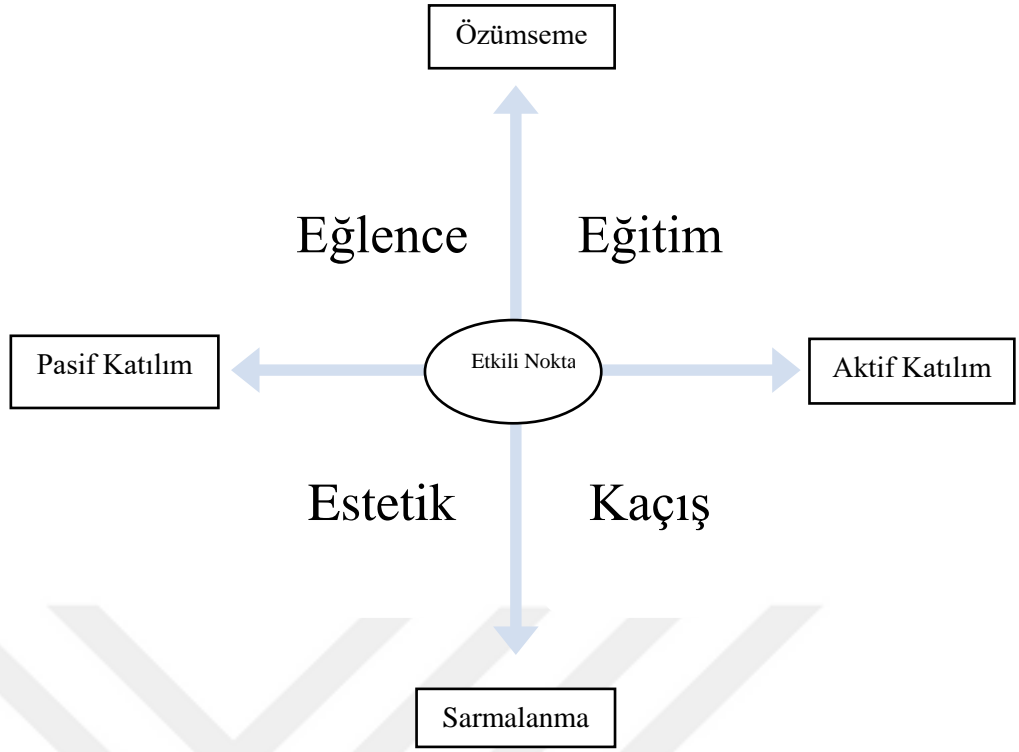 Özümseme
Eğlence
Eğitim
Pasif Katılım
Etkili Nokta
Aktif Katılım
Estetik
Kaçış
Sarmalanma